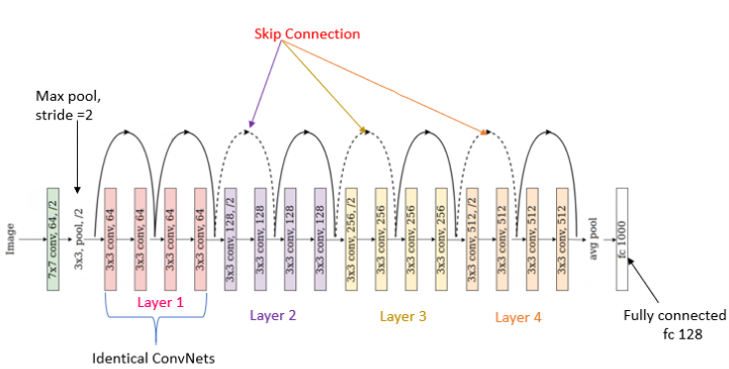 Skip Connection
Max pool,
stride =2
Image
7x7 conv, 64, /2
3x3, pool, /2
3x3 conv, 64
3x3 conv, 64
3x3 conv, 64
3x3 conv, 64
3x3 conv, 128, /2
3x3 conv, 128
3x3 conv, 128
3x3 conv, 128
3x3 conv, 256, /2
3x3 conv, 256
3x3 conv, 256
3x3 conv, 256
3x3 conv, 512, /2
3x3 conv, 512
3x3 conv, 512
3x3 conv, 512
avg pool
fc 1000
Layer 1
Layer 2
Layer 3
Layer 4
Fully connected
fc 128
Identical ConvNets